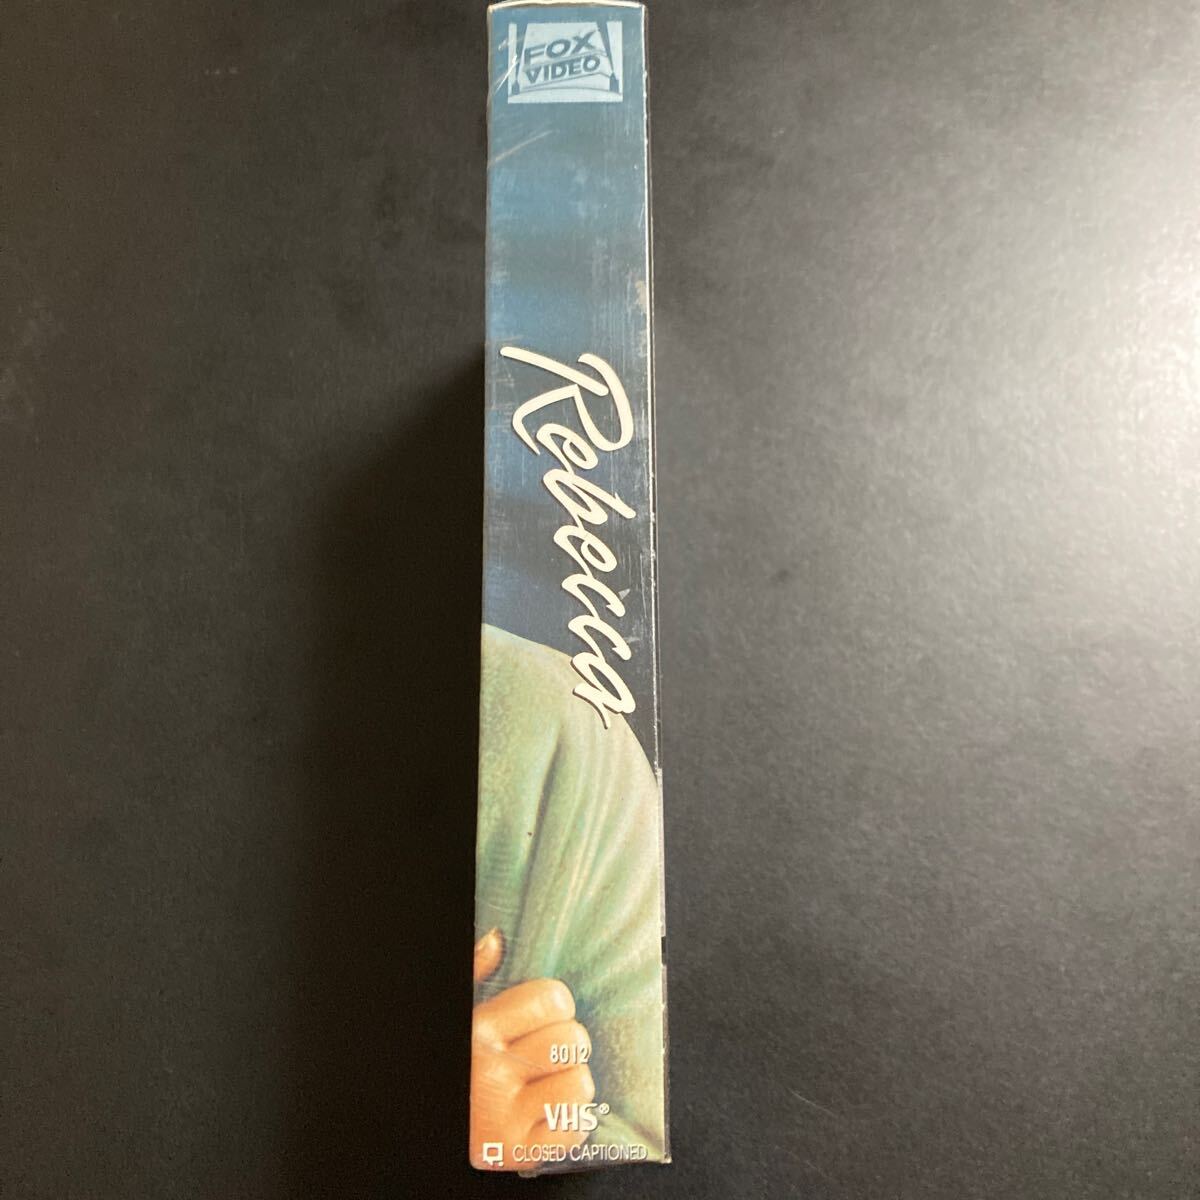 FOX
VIDEO
Rebecca
8012
VHS®
CLOSED CAPTIONED